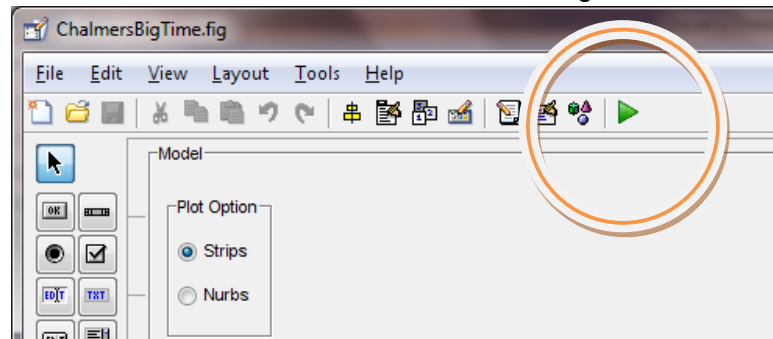 ChalmersBigTime.fig
File Edit View Layout Tools Help
Model
Plot Option
OK
Strips
EDIT TXT
Nurbs